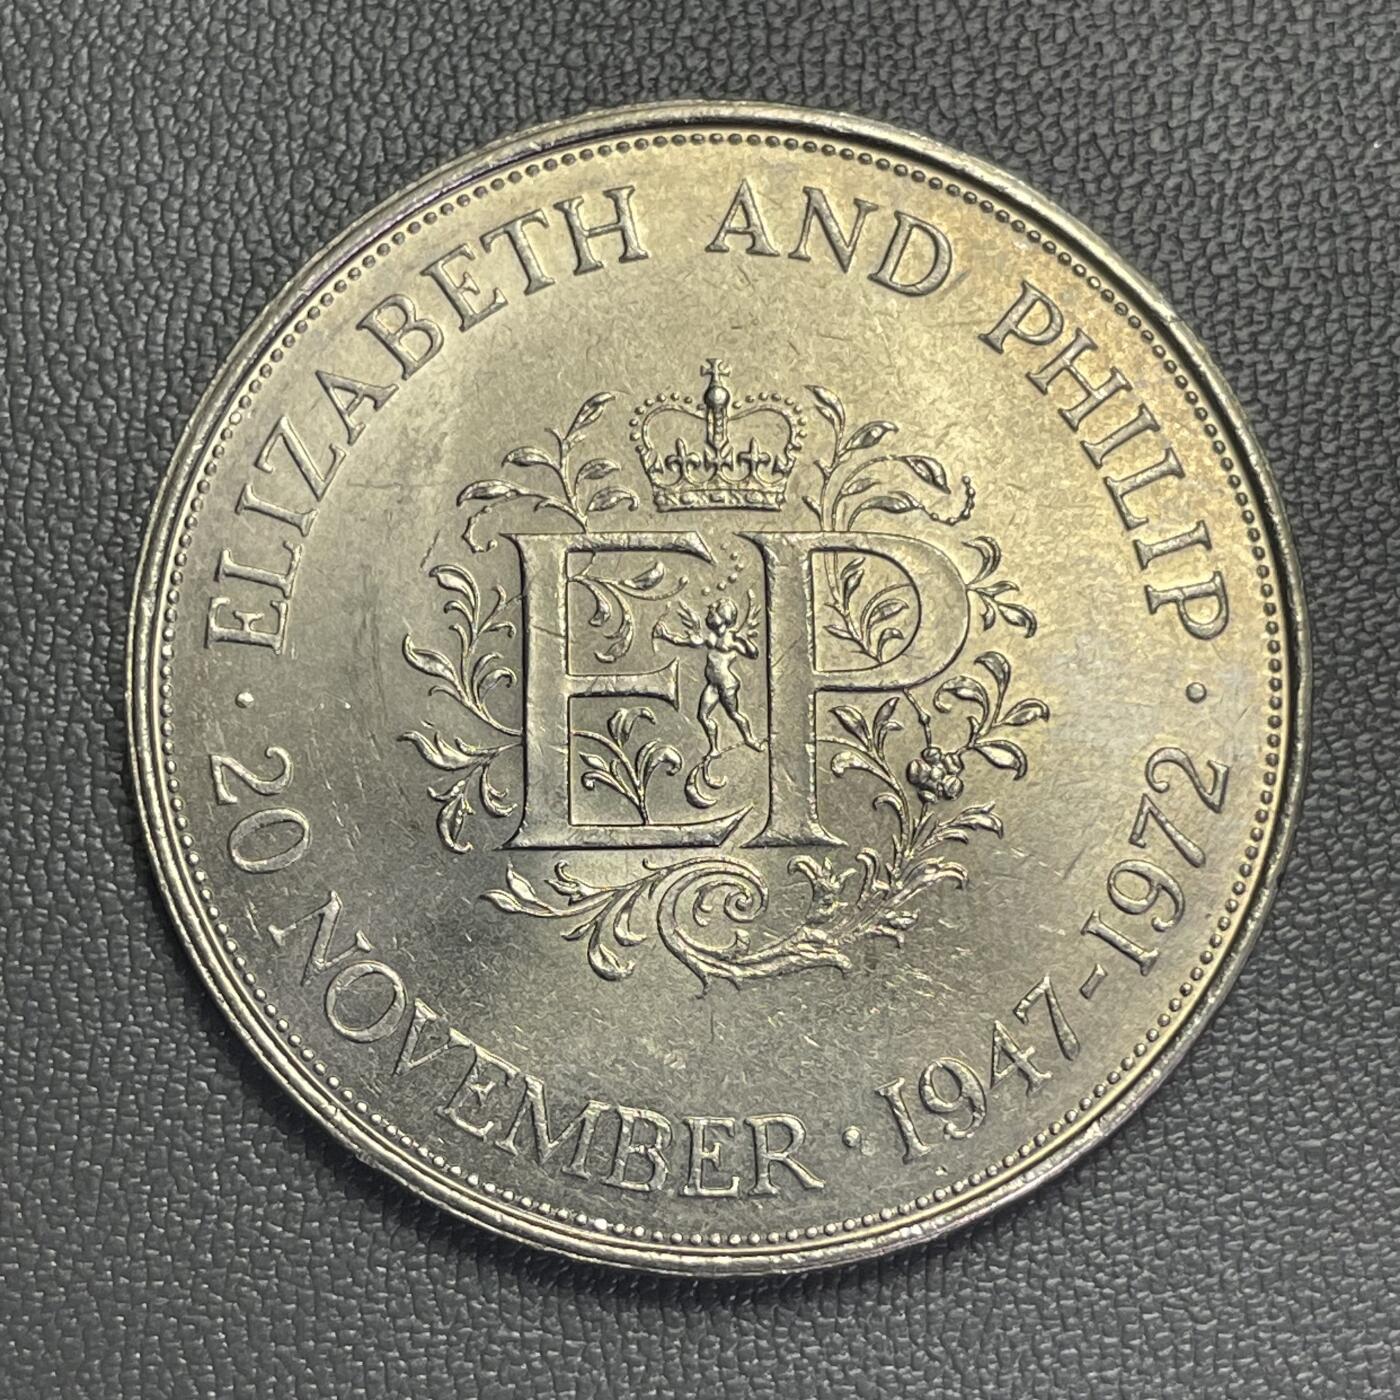 ELIZABETH AND PHILIP
· 20 NOVEMBER · 1947-1972 ·
EP